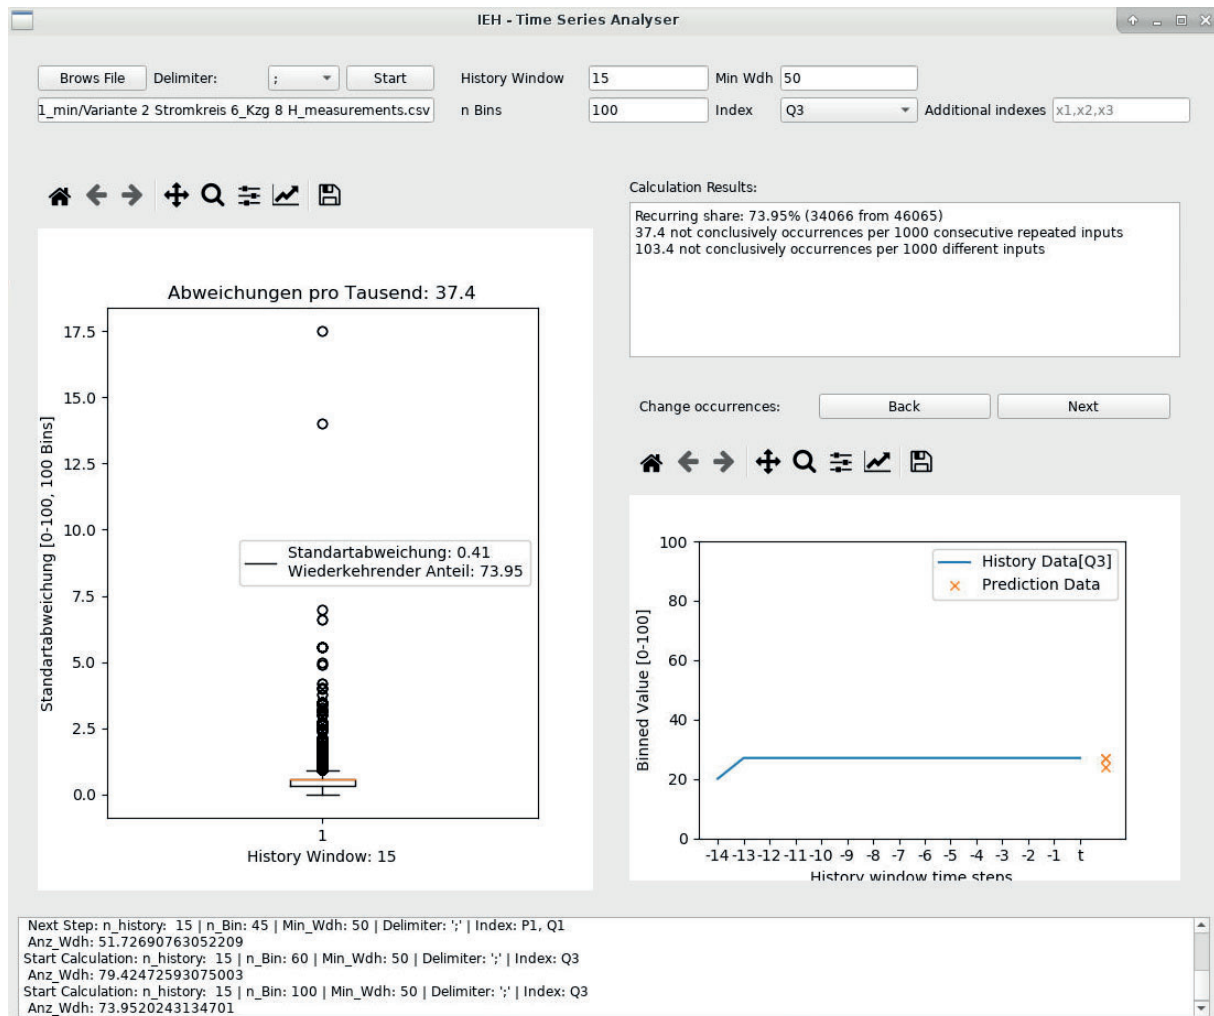 IEH - Time Series Analyser
Brows File Delimiter: ; Start History Window 15 Min Wdh 50
1_min/Variante 2 Stromkreis 6_Kzg 8 H_measurements.csv n Bins 100 Index Q3 Additional indexes x1,x2,x3
Calculation Results:
Recurring share: 73.95% (34066 from 46065)
37.4 not conclusively occurrences per 1000 consecutive repeated inputs
103.4 not conclusively occurrences per 1000 different inputs
Abweichungen pro Tausend: 37.4
Standartabweichung [0-100, 100 Bins]
17.5
15.0
12.5
10.0
7.5
5.0
2.5
0.0
Standartabweichung: 0.41
Wiederkehrender Anteil: 73.95
1
History Window: 15
Change occurrences: Back Next
Binned Value [0-100]
100
80
60
40
20
0
History Data[Q3]
Prediction Data
-14 -13 -12 -11 -10 -9 -8 -7 -6 -5 -4 -3 -2 -1 t
History window time steps
Next Step: n_history: 15 | n_Bin: 45 | Min_Wdh: 50 | Delimiter: ';' | Index: P1, Q1
Anz_Wdh: 51.72690763052209
Start Calculation: n_history: 15 | n_Bin: 60 | Min_Wdh: 50 | Delimiter: ';' | Index: Q3
Anz_Wdh: 79.42472593075003
Start Calculation: n_history: 15 | n_Bin: 100 | Min_Wdh: 50 | Delimiter: ';' | Index: Q3
Anz_Wdh: 73.9520243134701